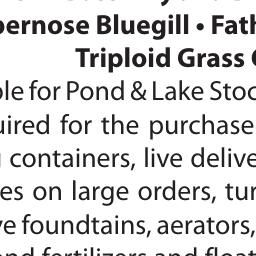 pernose Bluegill • Fath
Triploid Grass C
ble for Pond & Lake Stoc
uired for the purchase
g containers, live delive
es on large orders, tur
ve foundtains, aerators,
ond fertilizers and float